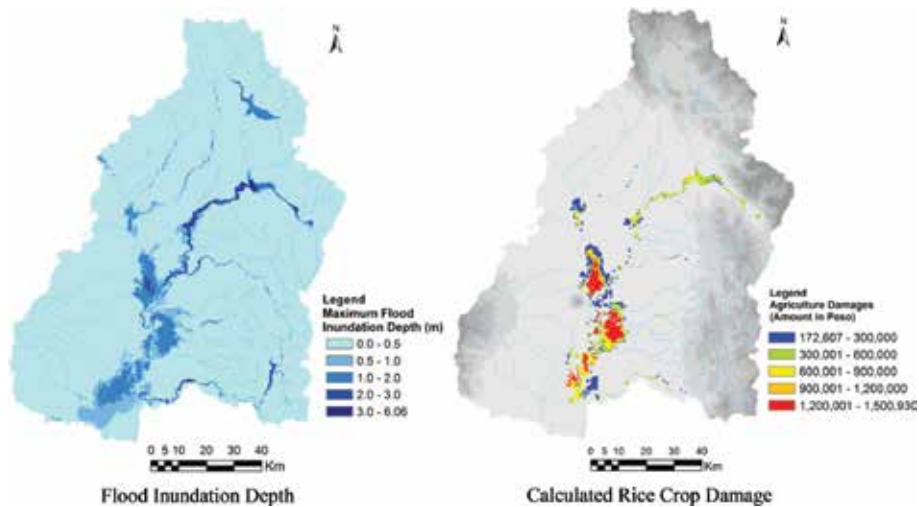 N
Legend
Maximum Flood
Inundation Depth (m)
0.0 - 0.5
0.5 - 1.0
1.0 - 2.0
2.0 - 3.0
3.0 - 6.06
0 5 10 20 30 40
Km
Flood Inundation Depth
N
Legend
Agriculture Damages
(Amount in Peso)
172,607 - 300,000
300,001 - 600,000
600,001 - 900,000
900,001 - 1,200,000
1,200,001 - 1,500,930
0 5 10 20 30 40
Km
Calculated Rice Crop Damage